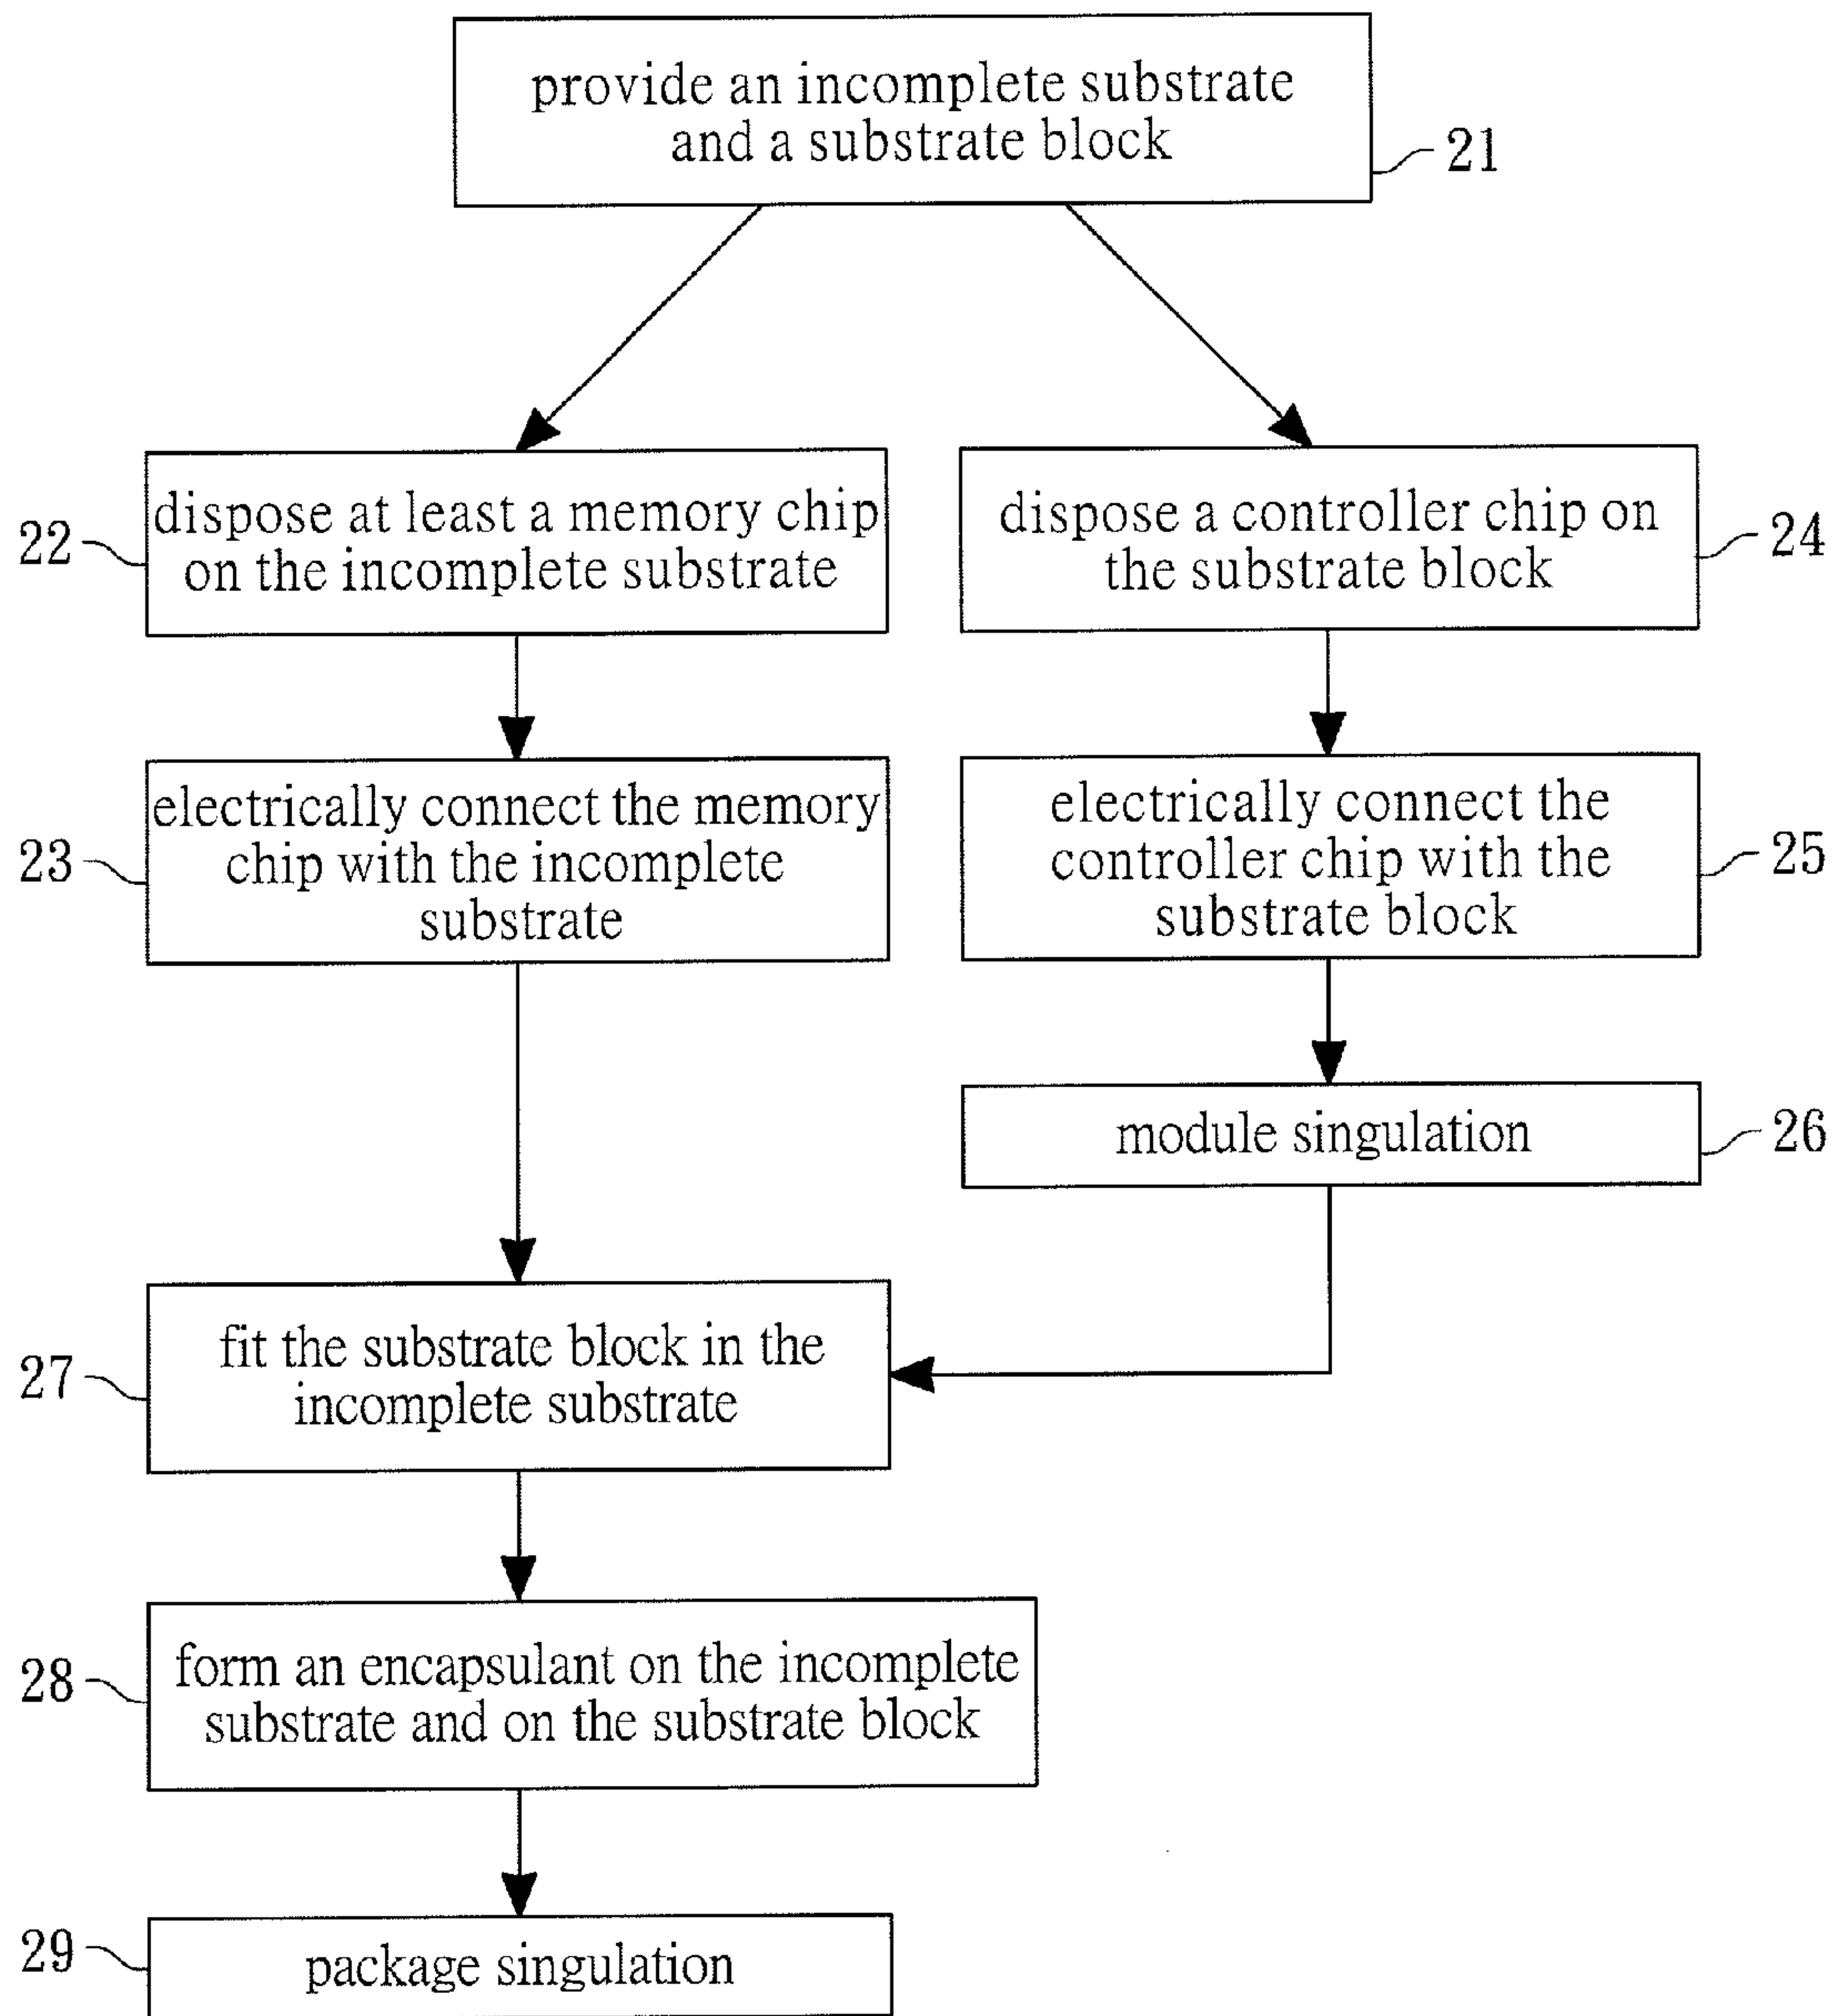 provide an incomplete substrate
and a substrate block
21
22
dispose at least a memory chip
on the incomplete substrate
dispose a controller chip on
the substrate block
24
23
electrically connect the memory
chip with the incomplete
substrate
electrically connect the
controller chip with the
substrate block
25
module singulation
26
27
fit the substrate block in the
incomplete substrate
28
form an encapsulant on the incomplete
substrate and on the substrate block
29
package singulation